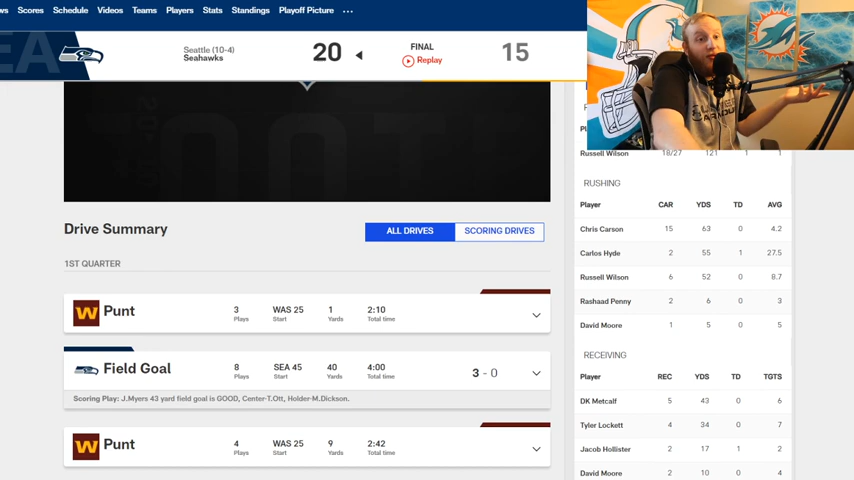 ws Scores Schedule Videos Teams Players Stats Standings Playoff Picture ...
Seattle (10-4)
Seahawks
20
FINAL
Replay
15
Drive Summary
ALL DRIVES
SCORING DRIVES
1ST QUARTER
W Punt 3 WAS 25 1 2:10
Plays Start Yards Total time
Field Goal 8 SEA 45 40 4:00 3 - 0
Plays Start Yards Total time
Scoring Play: J.Myers 43 yard field goal is GOOD, Center-T.Ott, Holder-M.Dickson.
W Punt 4 WAS 25 9 2:42
Plays Start Yards Total time
Russell Wilson 18/27 121 1 1
RUSHING
Player CAR YDS TD AVG
Chris Carson 15 63 0 4.2
Carlos Hyde 2 55 1 27.5
Russell Wilson 6 52 0 8.7
Rashaad Penny 2 6 0 3
David Moore 1 5 0 5
RECEIVING
Player REC YDS TD TGTS
DK Metcalf 5 43 0 6
Tyler Lockett 4 34 0 7
Jacob Hollister 2 17 1 2
David Moore 2 10 0 4